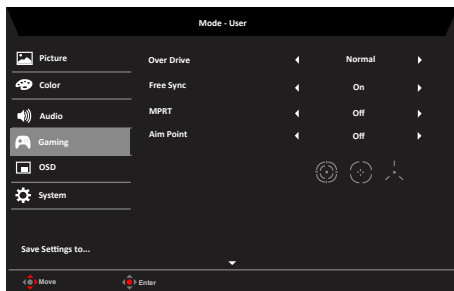 Mode - User
Picture
Over Drive Normal
Free Sync On
Color
MPRT Off
Audio
Aim Point Off
Gaming
OSD
System
Save Settings to...
Move Enter